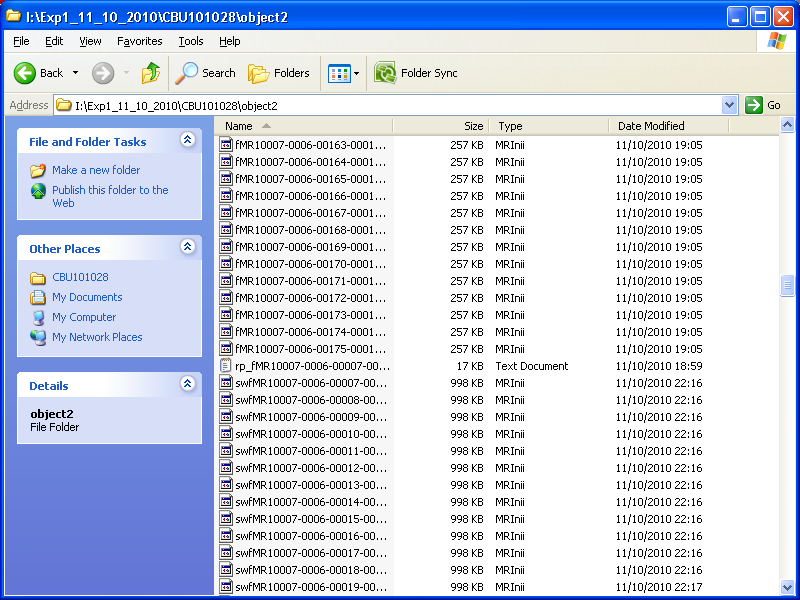 I:\Exp1_11_10_2010\CBU101028\object2
File Edit View Favorites Tools Help
Back Search Folders Folder Sync
Address I:\Exp1_11_10_2010\CBU101028\object2 Go
File and Folder Tasks
Make a new folder
Publish this folder to the
Web
Other Places
CBU101028
My Documents
My Computer
My Network Places
Details
object2
File Folder
Name Size Type Date Modified
fMR10007-0006-00163-0001... 257 KB MRInii 11/10/2010 19:05
fMR10007-0006-00164-0001... 257 KB MRInii 11/10/2010 19:05
fMR10007-0006-00165-0001... 257 KB MRInii 11/10/2010 19:05
fMR10007-0006-00166-0001... 257 KB MRInii 11/10/2010 19:05
fMR10007-0006-00167-0001... 257 KB MRInii 11/10/2010 19:05
fMR10007-0006-00168-0001... 257 KB MRInii 11/10/2010 19:05
fMR10007-0006-00169-0001... 257 KB MRInii 11/10/2010 19:05
fMR10007-0006-00170-0001... 257 KB MRInii 11/10/2010 19:05
fMR10007-0006-00171-0001... 257 KB MRInii 11/10/2010 19:05
fMR10007-0006-00172-0001... 257 KB MRInii 11/10/2010 19:05
fMR10007-0006-00173-0001... 257 KB MRInii 11/10/2010 19:05
fMR10007-0006-00174-0001... 257 KB MRInii 11/10/2010 19:05
fMR10007-0006-00175-0001... 257 KB MRInii 11/10/2010 19:05
rp_fMR10007-0006-00007-00... 17 KB Text Document 11/10/2010 18:59
swfMR10007-0006-00007-00... 998 KB MRInii 11/10/2010 22:16
swfMR10007-0006-00008-00... 998 KB MRInii 11/10/2010 22:16
swfMR10007-0006-00009-00... 998 KB MRInii 11/10/2010 22:16
swfMR10007-0006-00010-00... 998 KB MRInii 11/10/2010 22:16
swfMR10007-0006-00011-00... 998 KB MRInii 11/10/2010 22:16
swfMR10007-0006-00012-00... 998 KB MRInii 11/10/2010 22:16
swfMR10007-0006-00013-00... 998 KB MRInii 11/10/2010 22:16
swfMR10007-0006-00014-00... 998 KB MRInii 11/10/2010 22:16
swfMR10007-0006-00015-00... 998 KB MRInii 11/10/2010 22:16
swfMR10007-0006-00016-00... 998 KB MRInii 11/10/2010 22:16
swfMR10007-0006-00017-00... 998 KB MRInii 11/10/2010 22:16
swfMR10007-0006-00018-00... 998 KB MRInii 11/10/2010 22:16
swfMR10007-0006-00019-00... 998 KB MRInii 11/10/2010 22:17